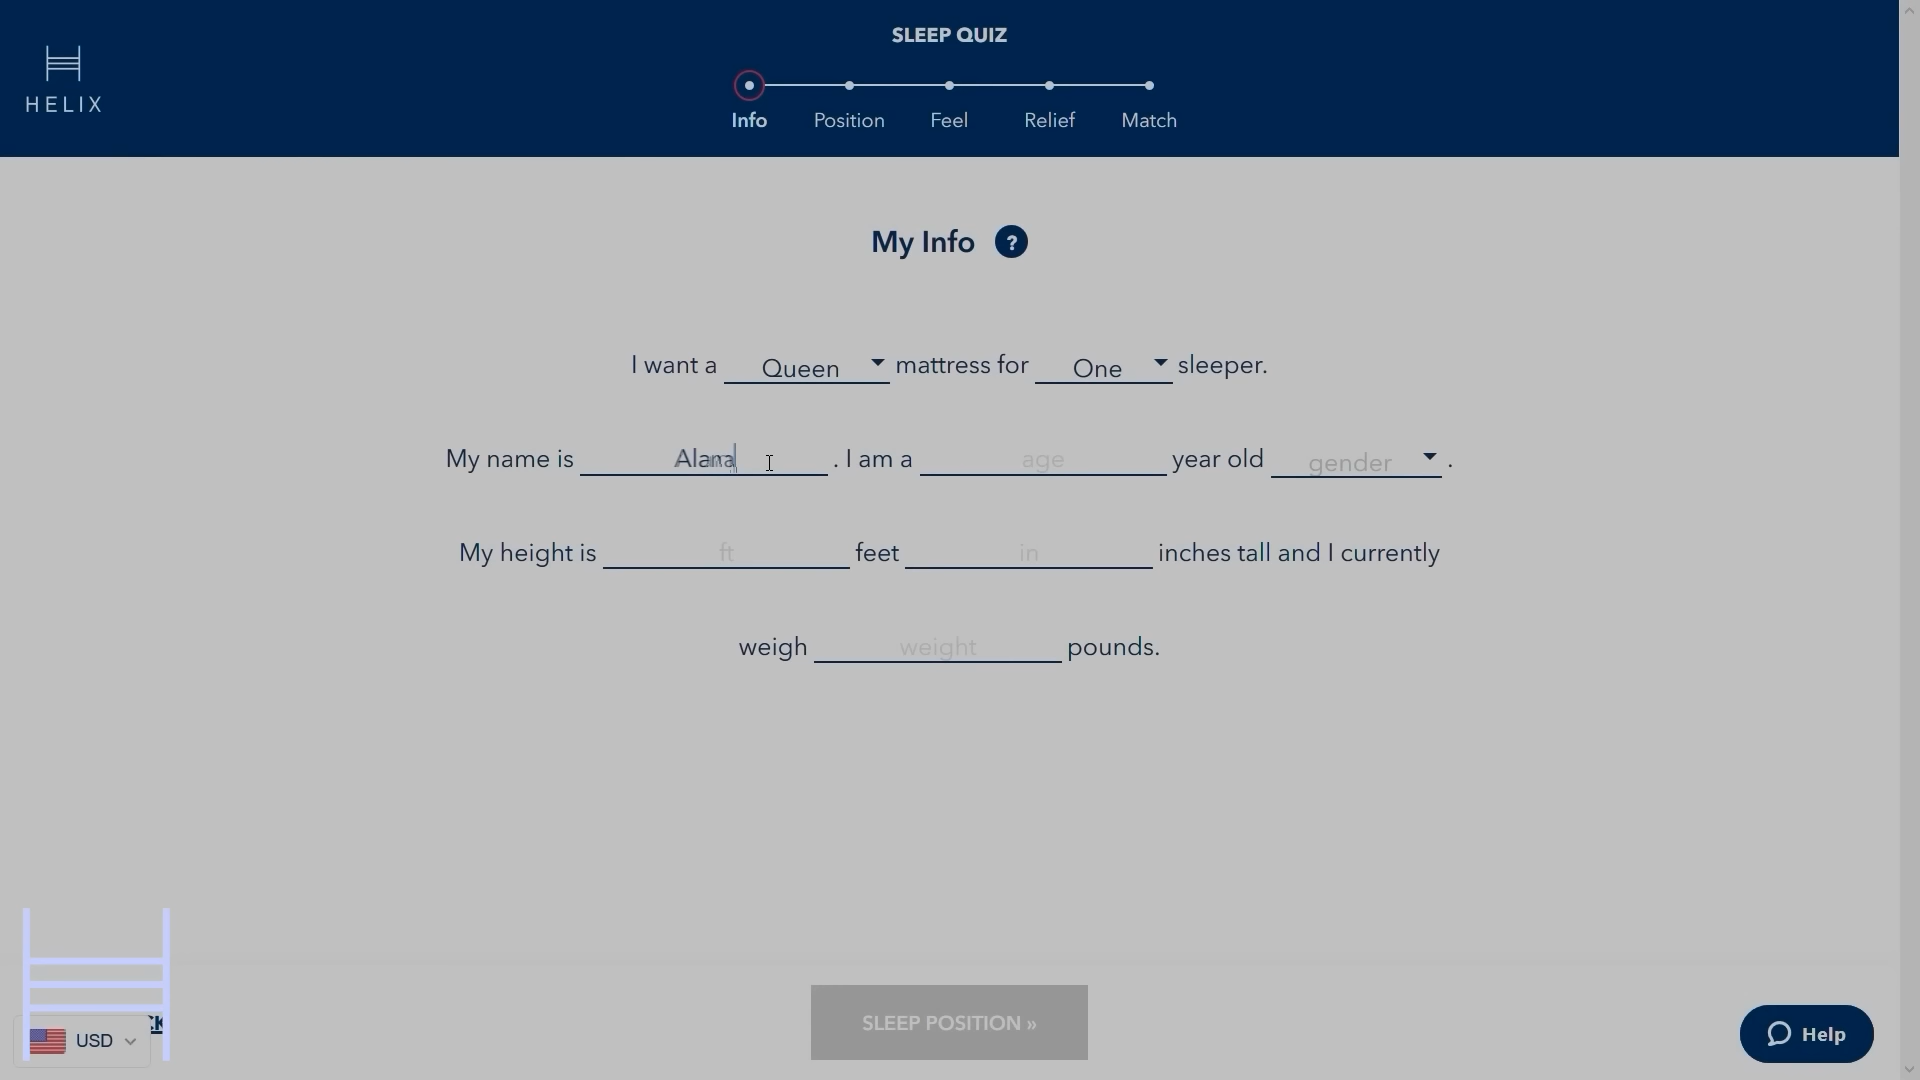 SLEEP QUIZ
HELIX
Info Position Feel Relief Match
My Info ?
I want a Queen mattress for One sleeper.
My name is . I am a age year old gender .
My height is ft feet in inches tall and I currently
weigh weight pounds.
SLEEP POSITION »
USD
Help